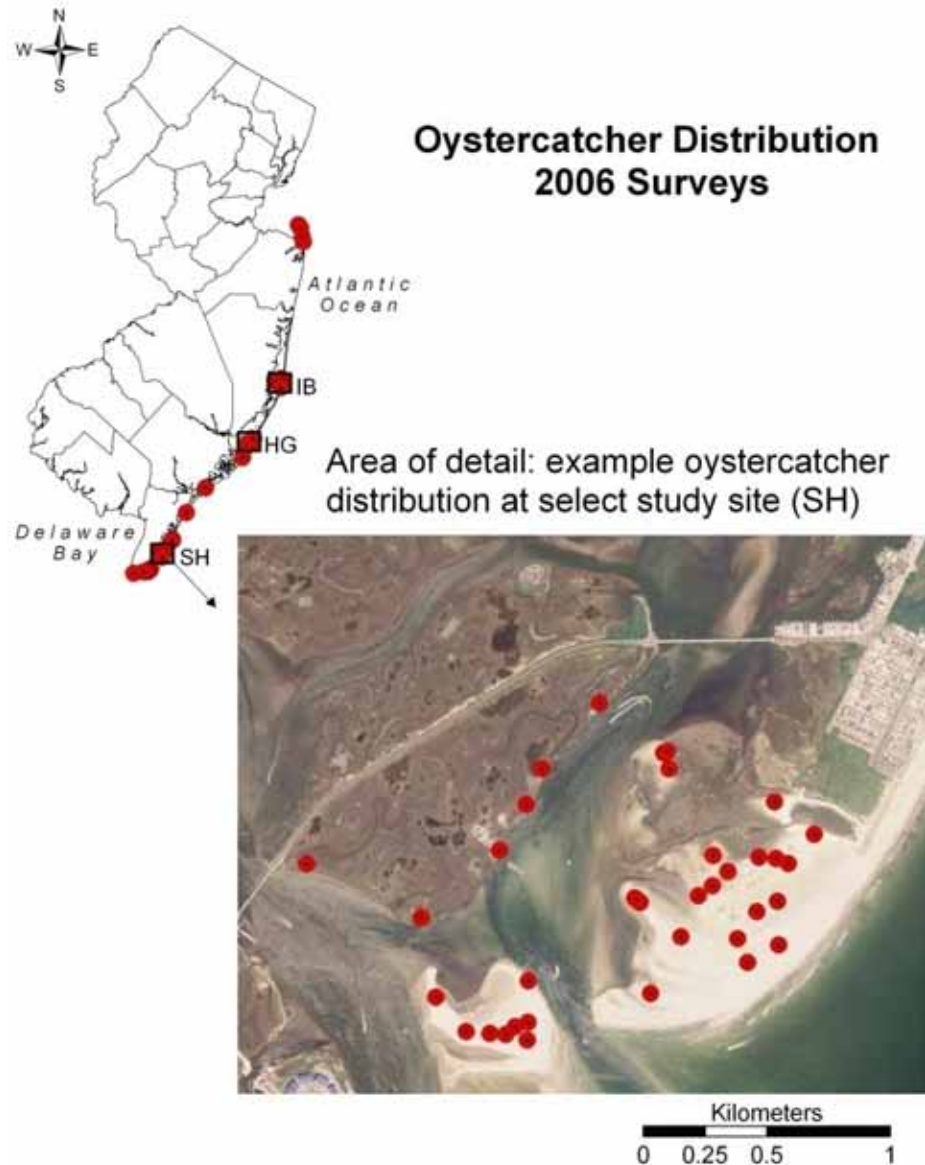 N
W E
S
Oystercatcher Distribution
2006 Surveys
Atlantic
Ocean
IB
HG
Area of detail: example oystercatcher
distribution at select study site (SH)
Delaware
Bay
SH
Kilometers
0 0.25 0.5 1